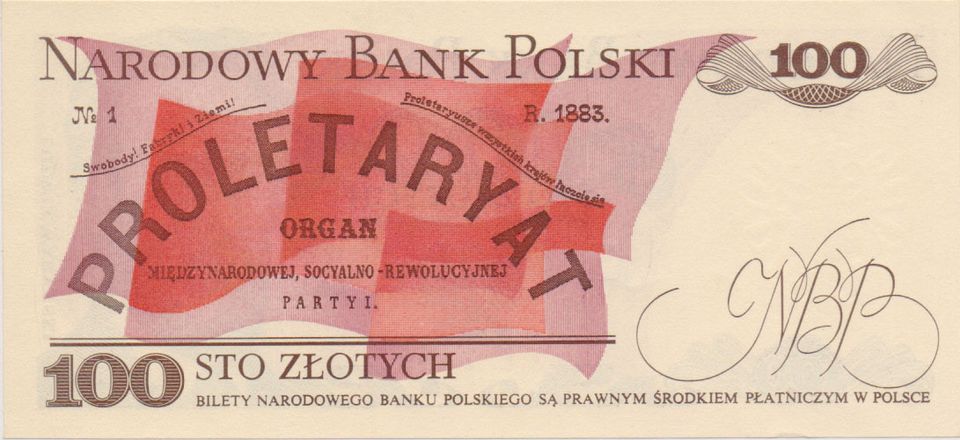 NARODOWY BANK POLSKI
100
№ 1
R. 1883.
Swobody! Fabryk! i Ziemi!
Proletaryusze wszystkich krajów łączcie się
PROLETARYAT
ORGAN
MIĘDZYNARODOWEJ, SOCYALNO-REWOLUCYJNEJ
PARTYI.
NBP
100 STO ZŁOTYCH
BILETY NARODOWEGO BANKU POLSKIEGO SĄ PRAWNYM ŚRODKIEM PŁATNICZYM W POLSCE